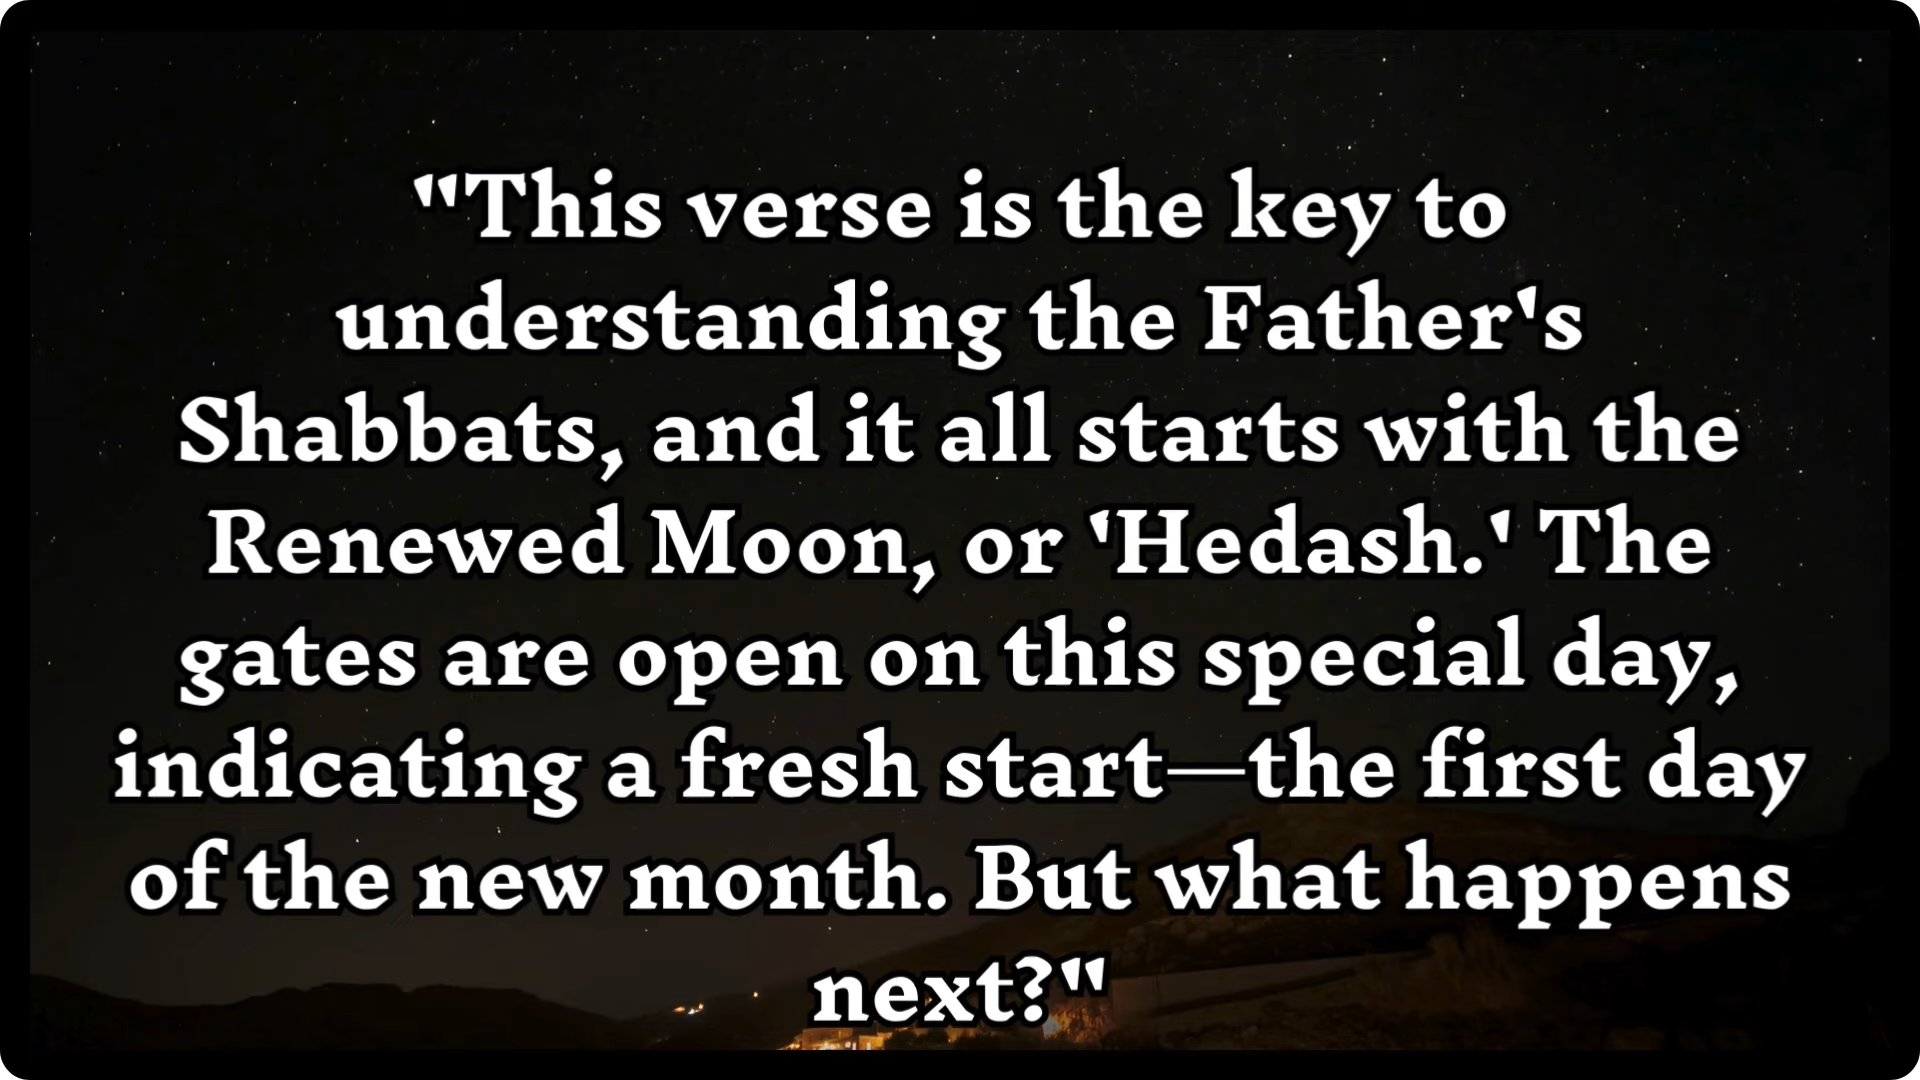 "This verse is the key to
understanding the Father's
Shabbats, and it all starts with the
Renewed Moon, or 'Hedash.' The
gates are open on this special day,
indicating a fresh start—the first day
of the new month. But what happens
next?"